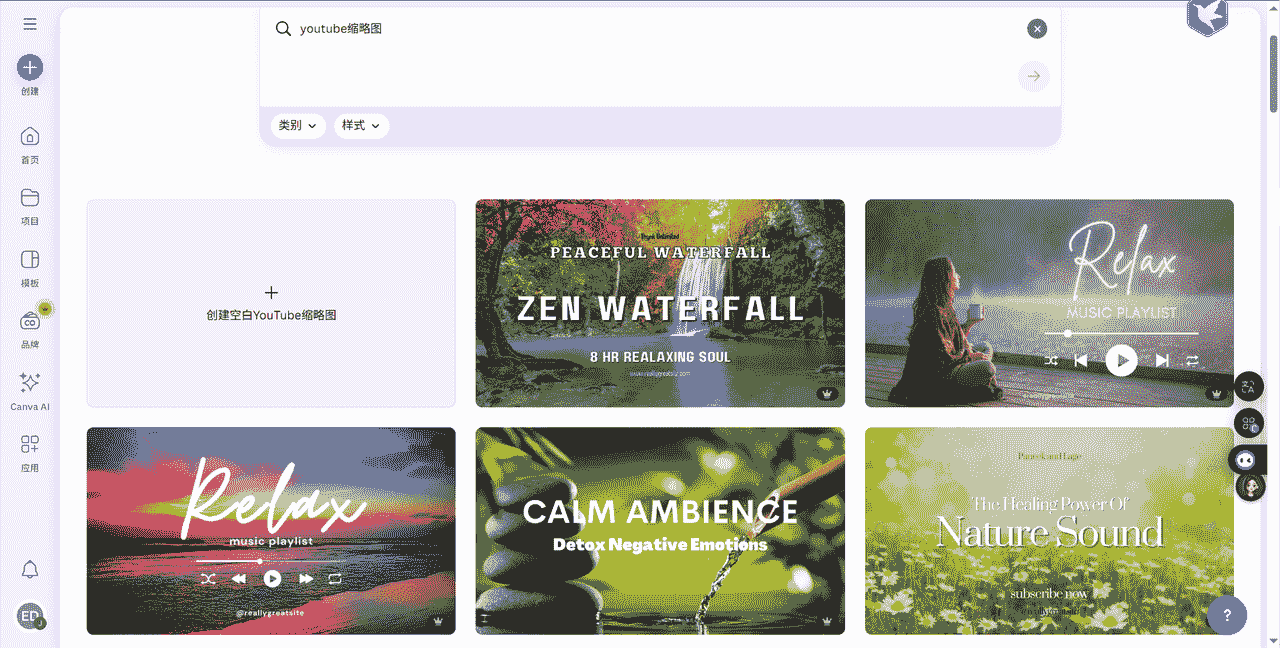 youtube缩略图
创建
类别
样式
首页
项目
模板
品牌
Canva AI
应用
ED
创建空白YouTube缩略图
PEACEFUL WATERFALL
ZEN WATERFALL
8 HR REALAXING SOUL
www.reallygreatsite.com
Relax
MUSIC PLAYLIST
Relax
music playlist
@reallygreatsite
CALM AMBIENCE
Detox Negative Emotions
The Healing Power Of
Nature Sound
subscribe now
?